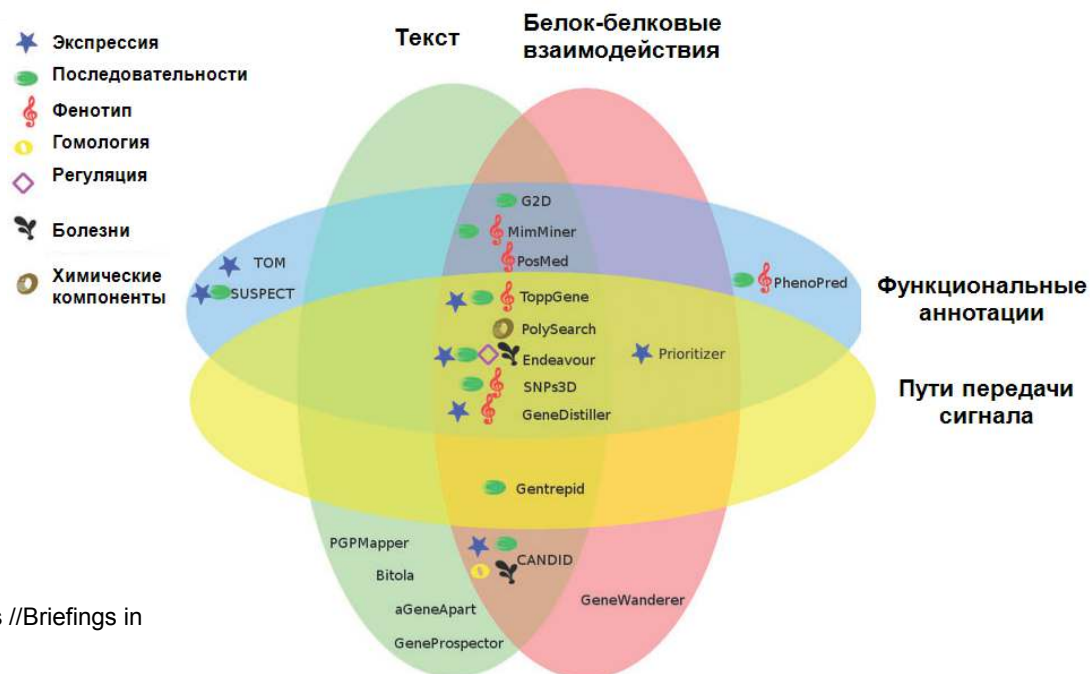 Текст
Белок-белковые
взаимодействия
Экспрессия
Последовательности
Фенотип
Гомология
Регуляция
Болезни
Химические
компоненты
G2D
MimMiner
PosMed
TOM
SUSPECT
PhenoPred
Функциональные
аннотации
ToppGene
PolySearch
Endeavour
Prioritizer
SNPs3D
GeneDistiller
Пути передачи
сигнала
Gentrepid
PGPMapper
CANDID
Bitola
aGeneApart
GeneWanderer
GeneProspector
s //Briefings in